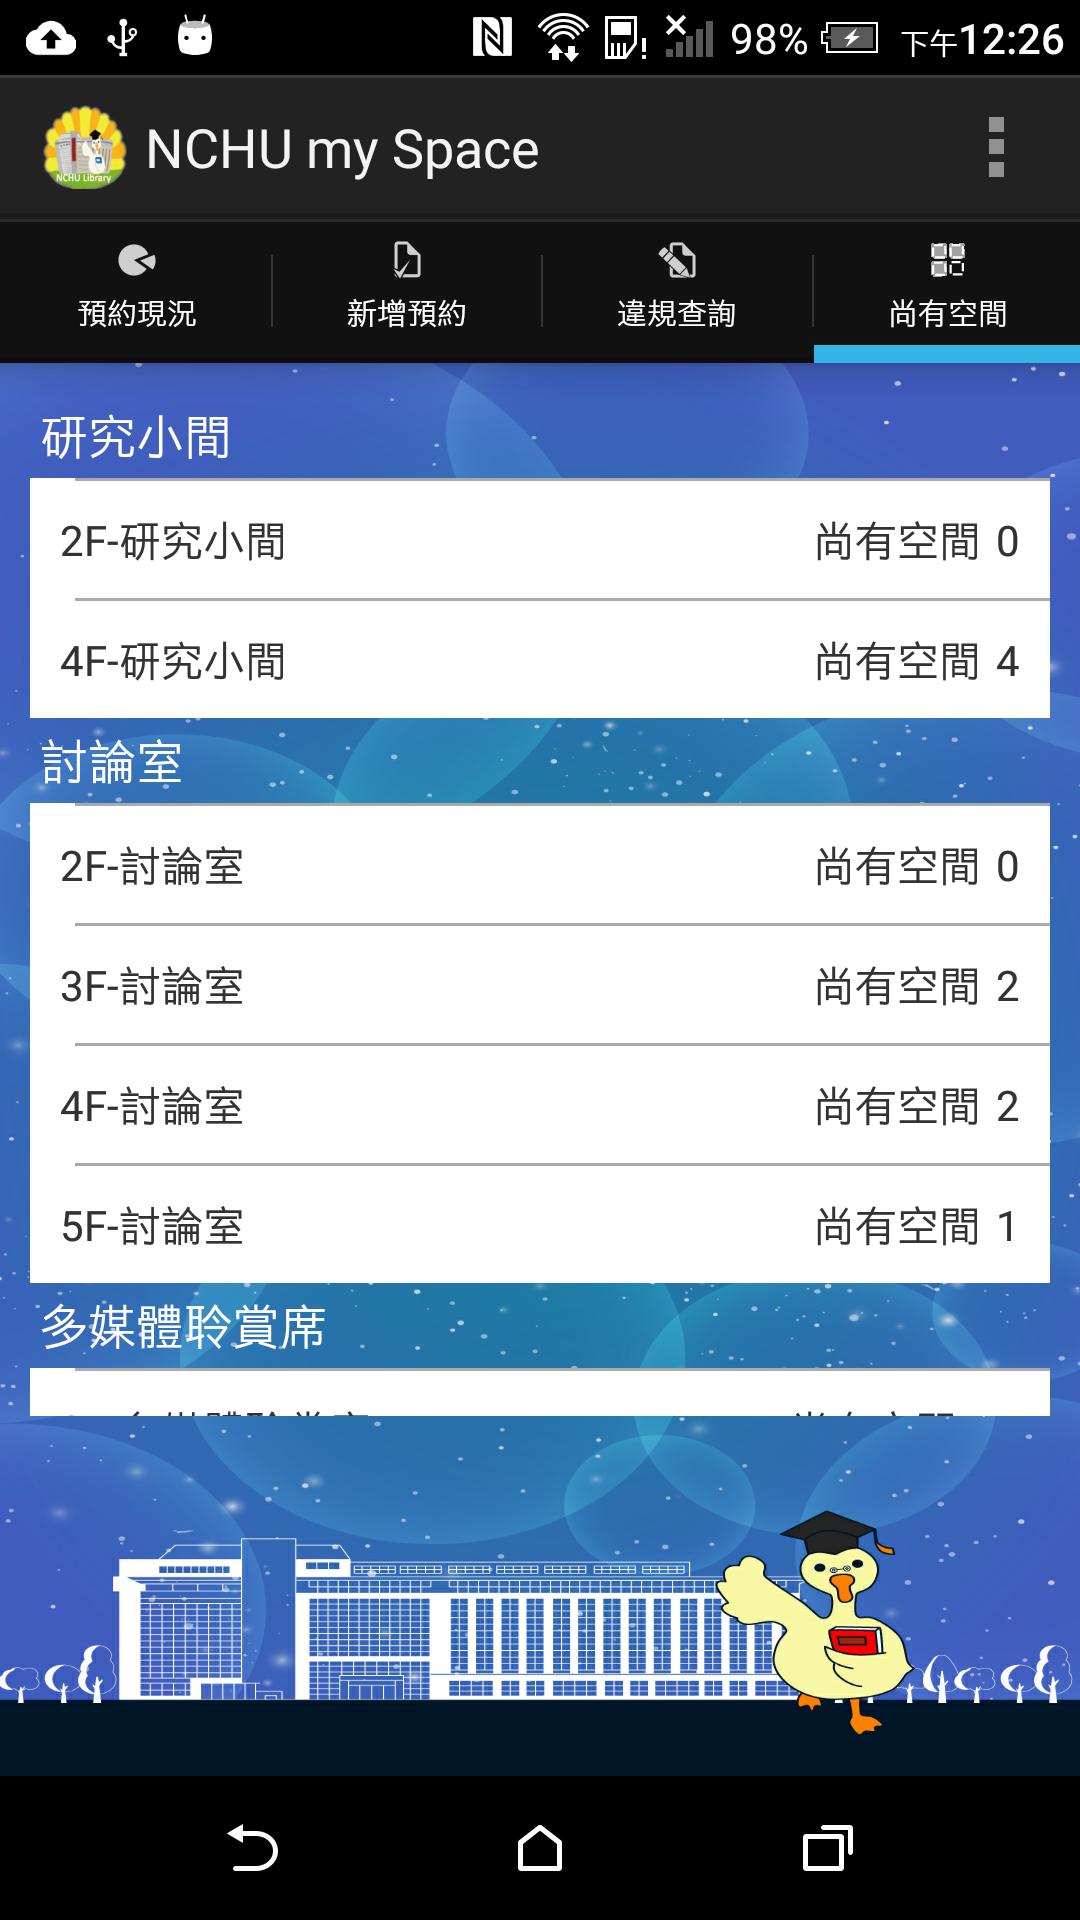 98% 下午12:26
NCHU Library
NCHU my Space
預約現況 新增預約 違規查詢 尚有空間
研究小間
2F-研究小間 尚有空間 0
4F-研究小間 尚有空間 4
討論室
2F-討論室 尚有空間 0
3F-討論室 尚有空間 2
4F-討論室 尚有空間 2
5F-討論室 尚有空間 1
多媒體聆賞席